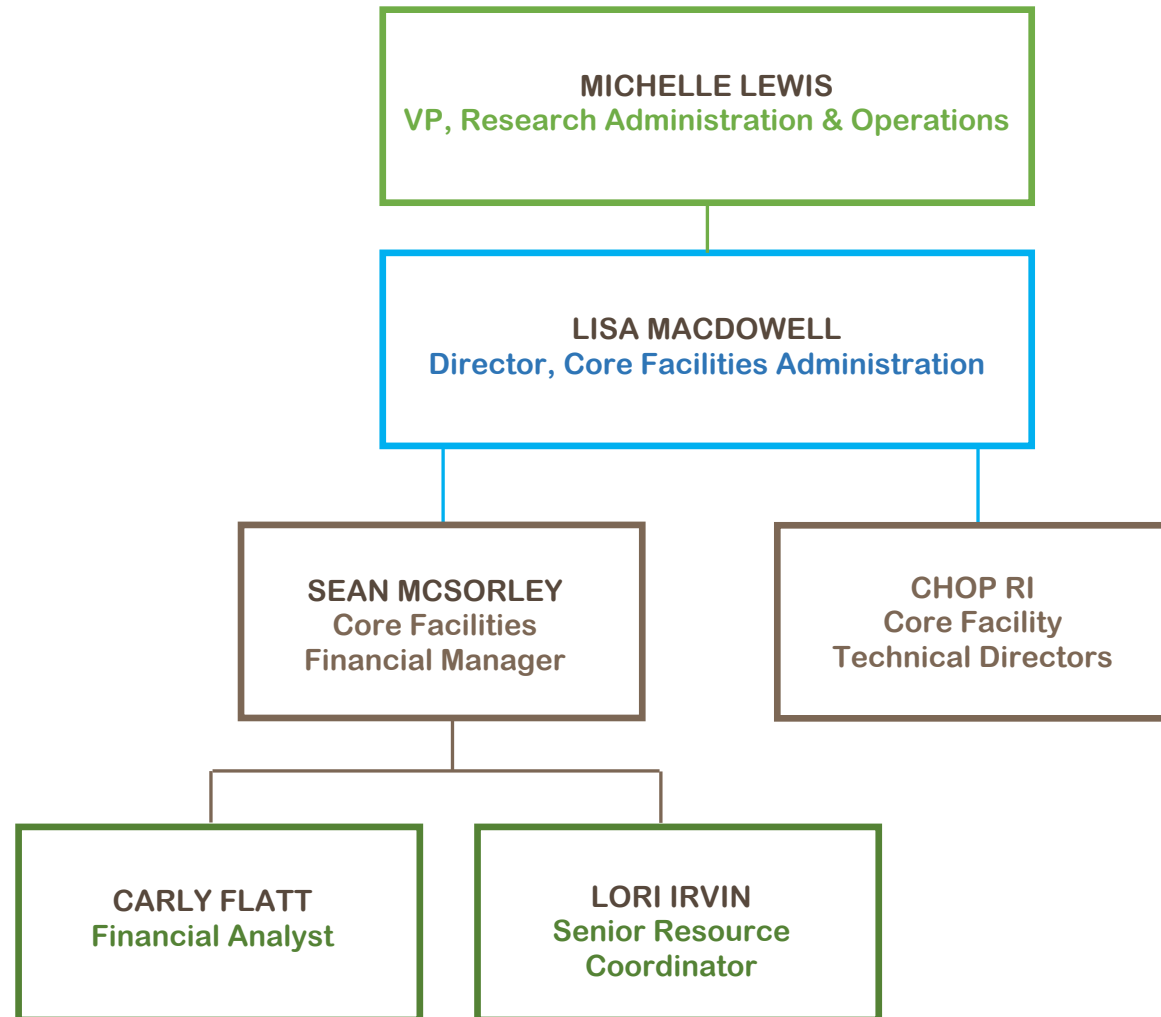 MICHELLE LEWIS
VP, Research Administration & Operations
LISA MACDOWELL
Director, Core Facilities Administration
SEAN MCSORLEY
Core Facilities
Financial Manager
CHOP RI
Core Facility
Technical Directors
CARLY FLATT
Financial Analyst
LORI IRVIN
Senior Resource
Coordinator